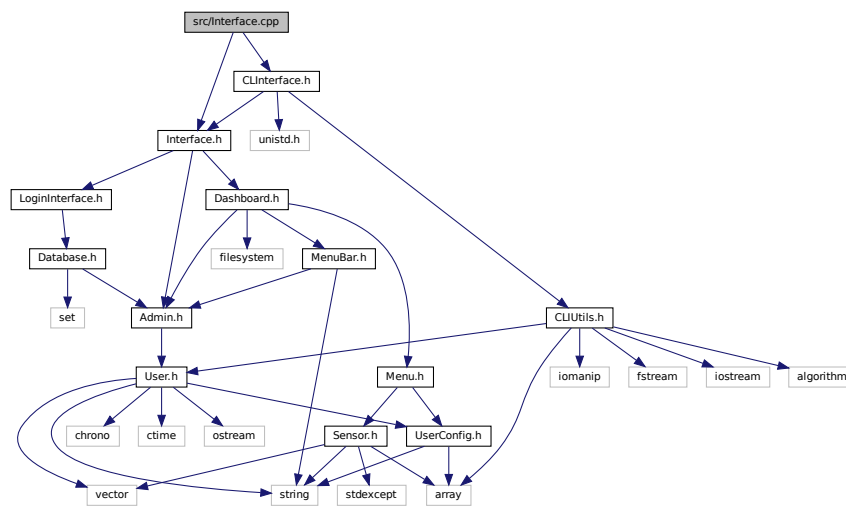 src/Interface.cpp
CLInterface.h
Interface.h
unistd.h
LoginInterface.h
Dashboard.h
Database.h
filesystem
MenuBar.h
set
Admin.h
CLIUtils.h
User.h
Menu.h
iomanip
fstream
iostream
algorithm
chrono
ctime
ostream
Sensor.h
UserConfig.h
vector
string
stdexcept
array